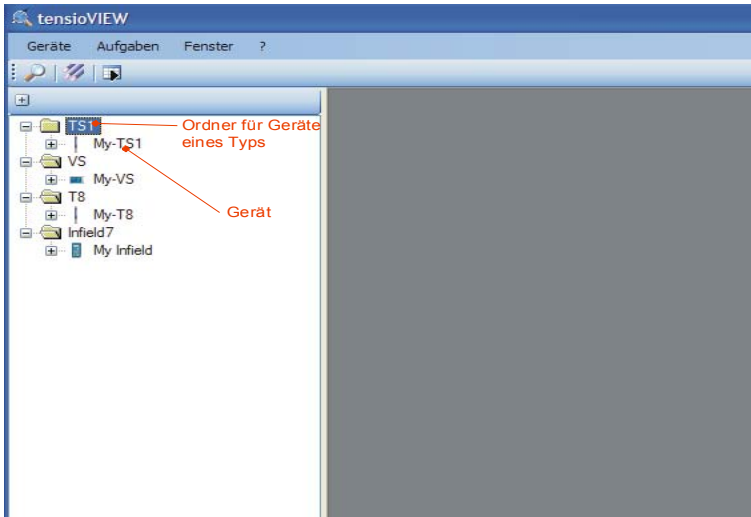 tensioVIEW
Geräte Aufgaben Fenster ?
TS1
My-TS1
VS
My-VS
T8
My-T8
Infield7
My Infield
Ordner für Geräte
eines Typs
Gerät